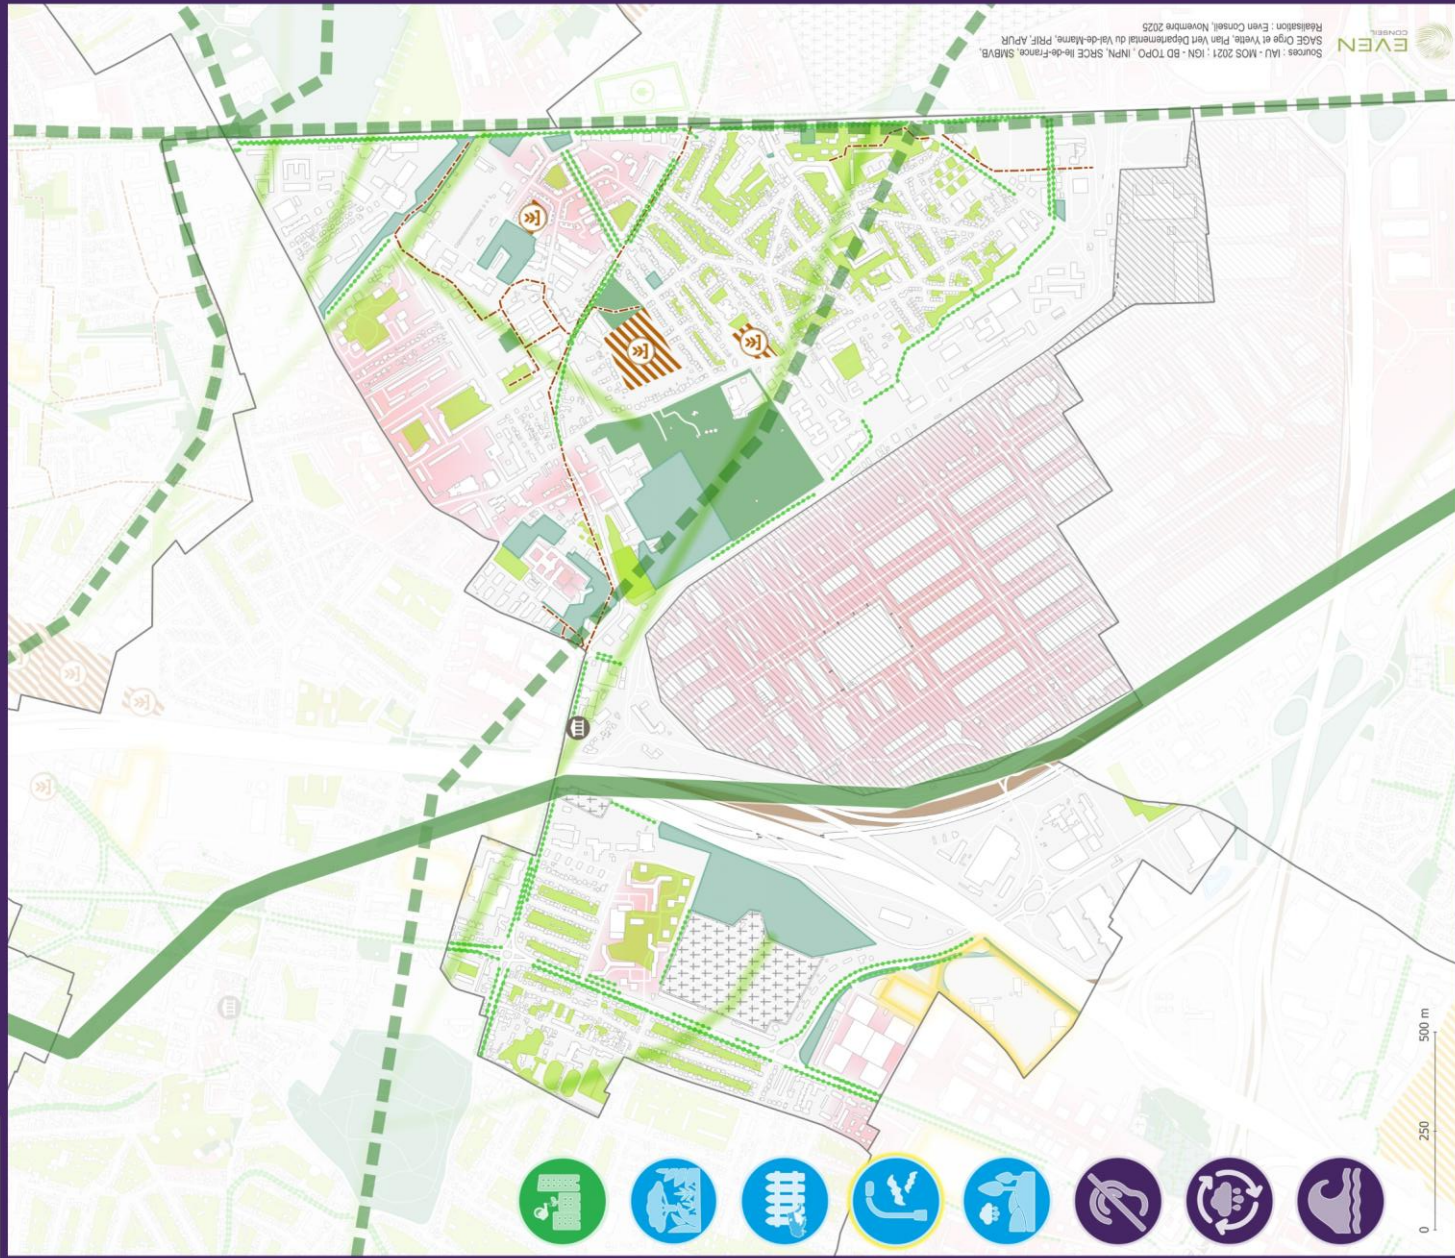 Sources : IAU - MOS 2021 ; IGN - BD TOPO , INPN, SRCE Ile-de-France, SMBVB,
SAGE Orge et Yvette, Plan Vert Départemental du Val-de-Marne, PRIF, APUR
Réalisation : Even Conseil, Novembre 2025
EVEN
CONSEIL
0
250
500 m